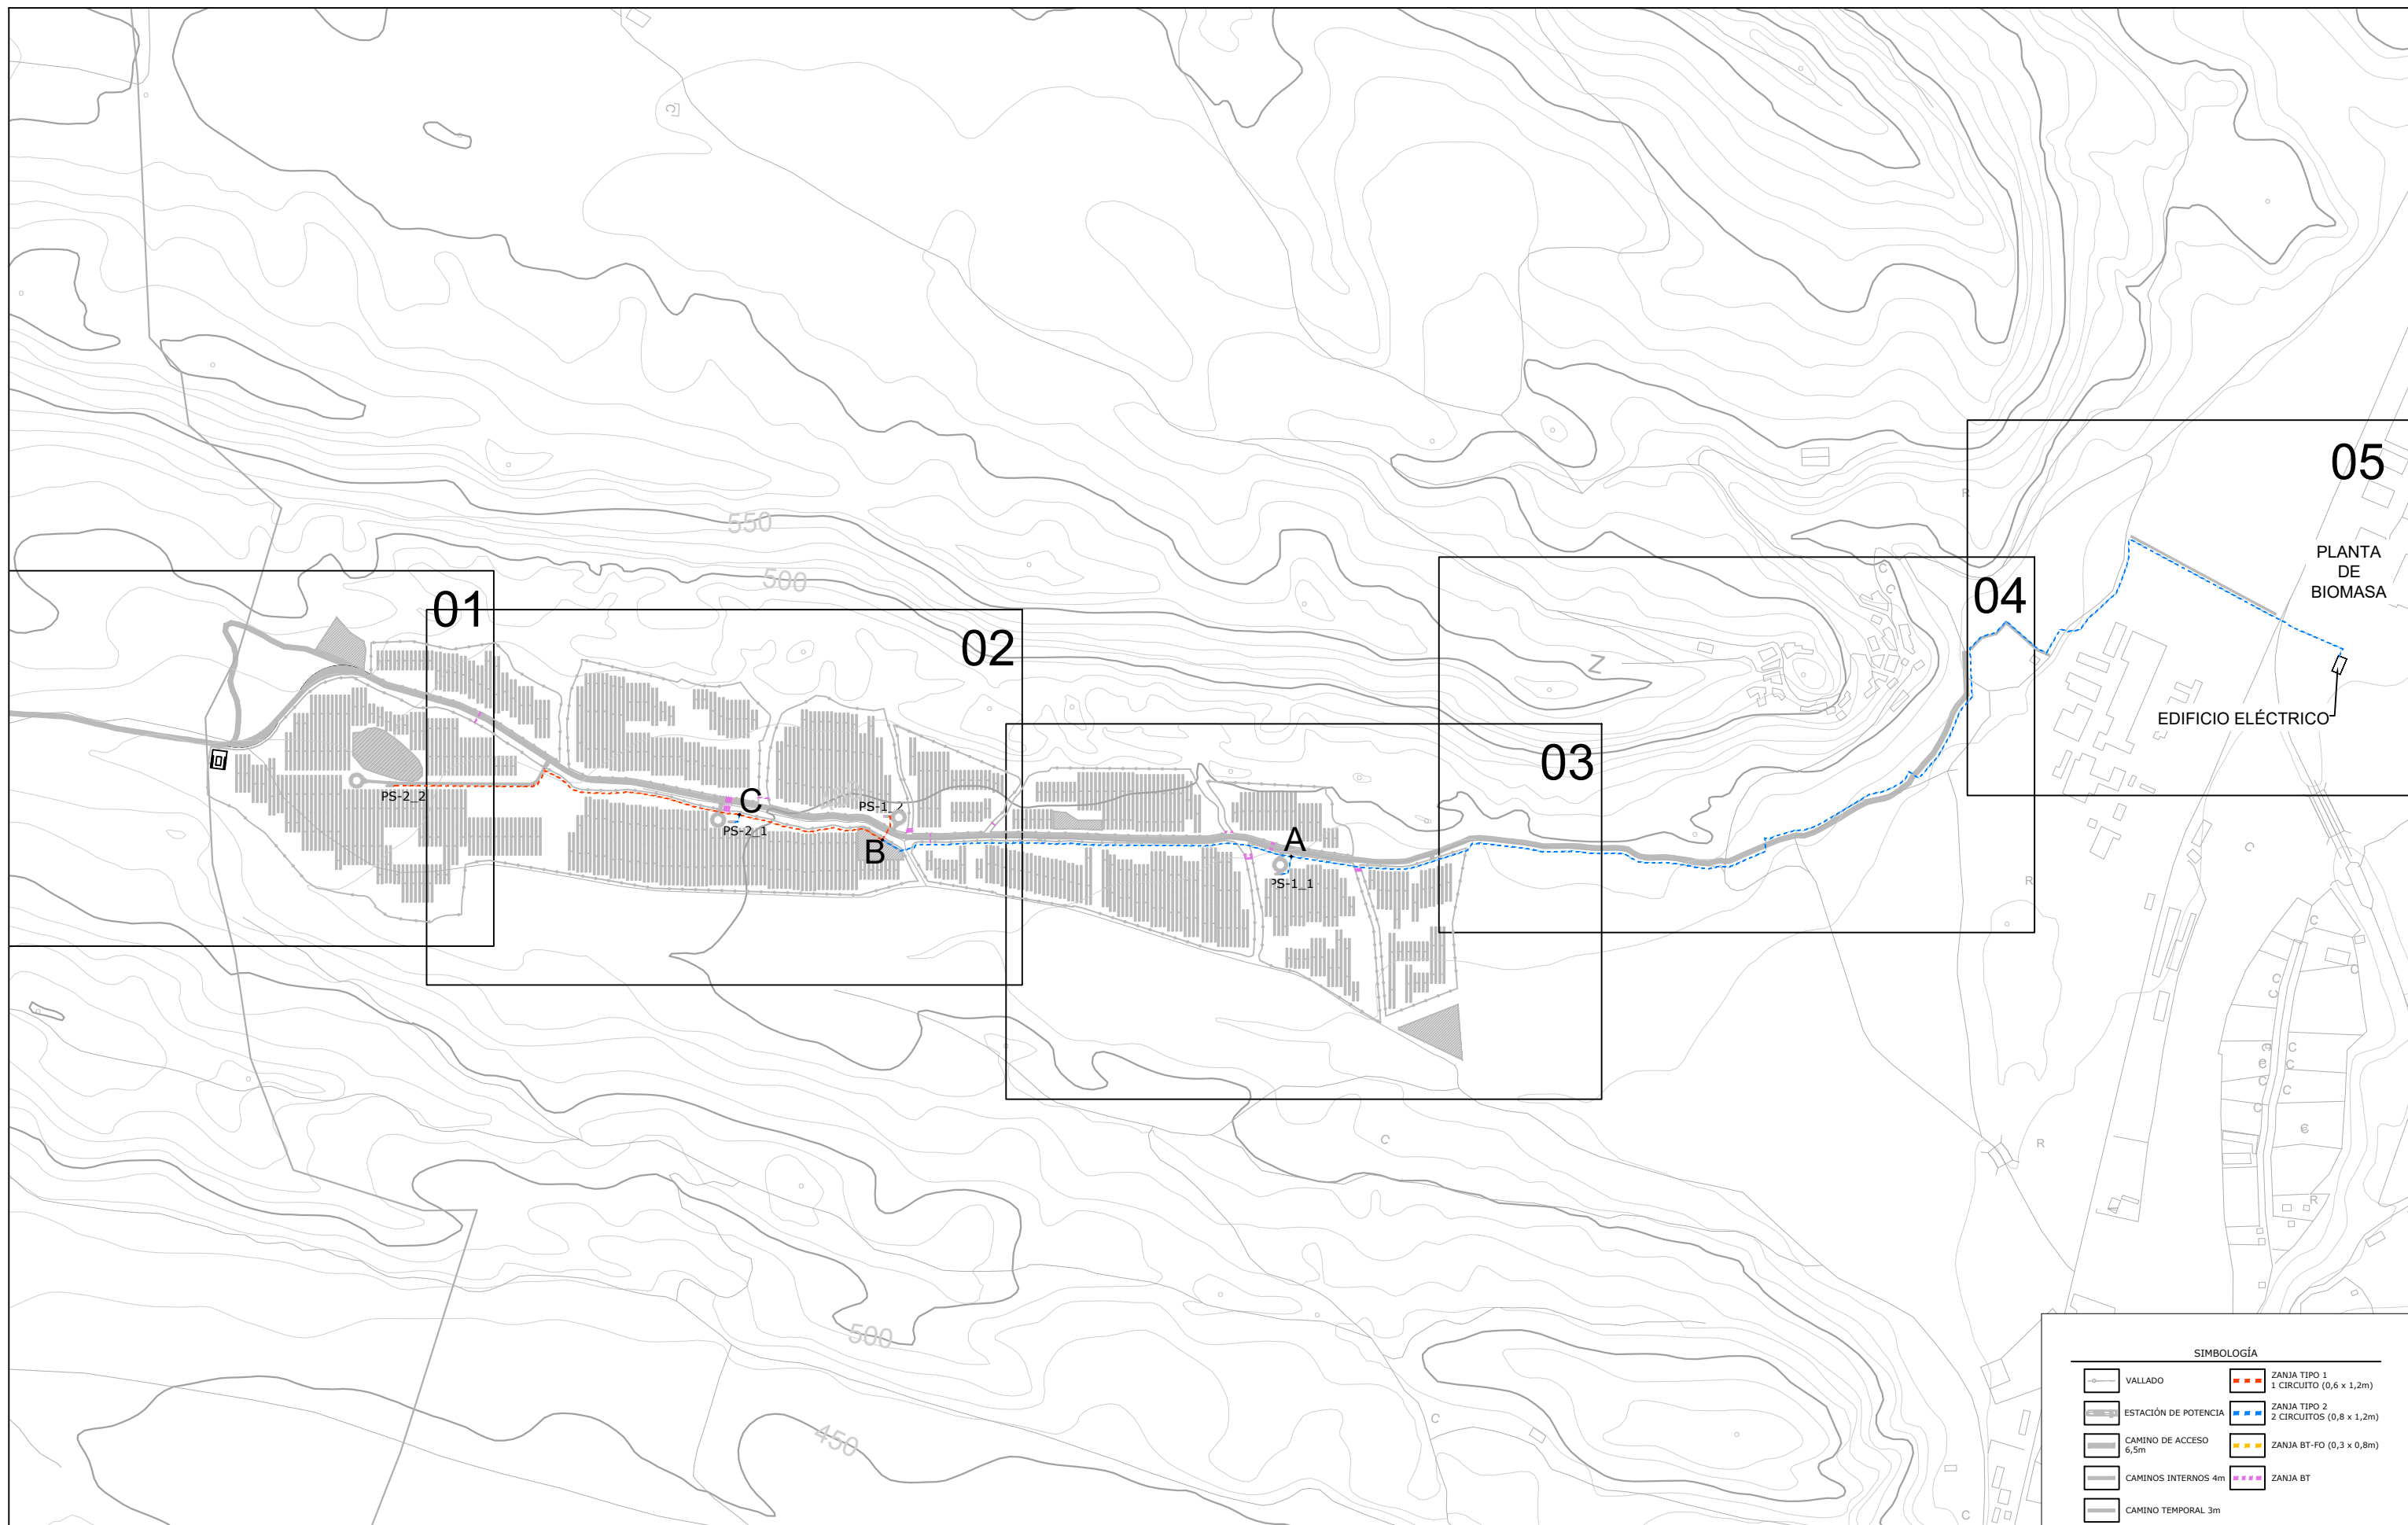 C
550
500
R
05
PLANTA
DE
BIOMASA
01
02
04
C
C
Z
EDIFICIO ELÉCTRICO
03
PS-2_2
C
PS-1_2
PS-2_1
B
A
PS-1_1
C
R
C
C
C
C
C
C
C
C
C
C
C
R
C
R
500
450
C
C
SIMBOLOGÍA
VALLADO
ESTACIÓN DE POTENCIA
CAMINO DE ACCESO
6,5m
CAMINOS INTERNOS 4m
CAMINO TEMPORAL 3m
ZANJA TIPO 1
1 CIRCUITO (0,6 x 1,2m)
ZANJA TIPO 2
2 CIRCUITOS (0,8 x 1,2m)
ZANJA BT-FO (0,3 x 0,8m)
ZANJA BT